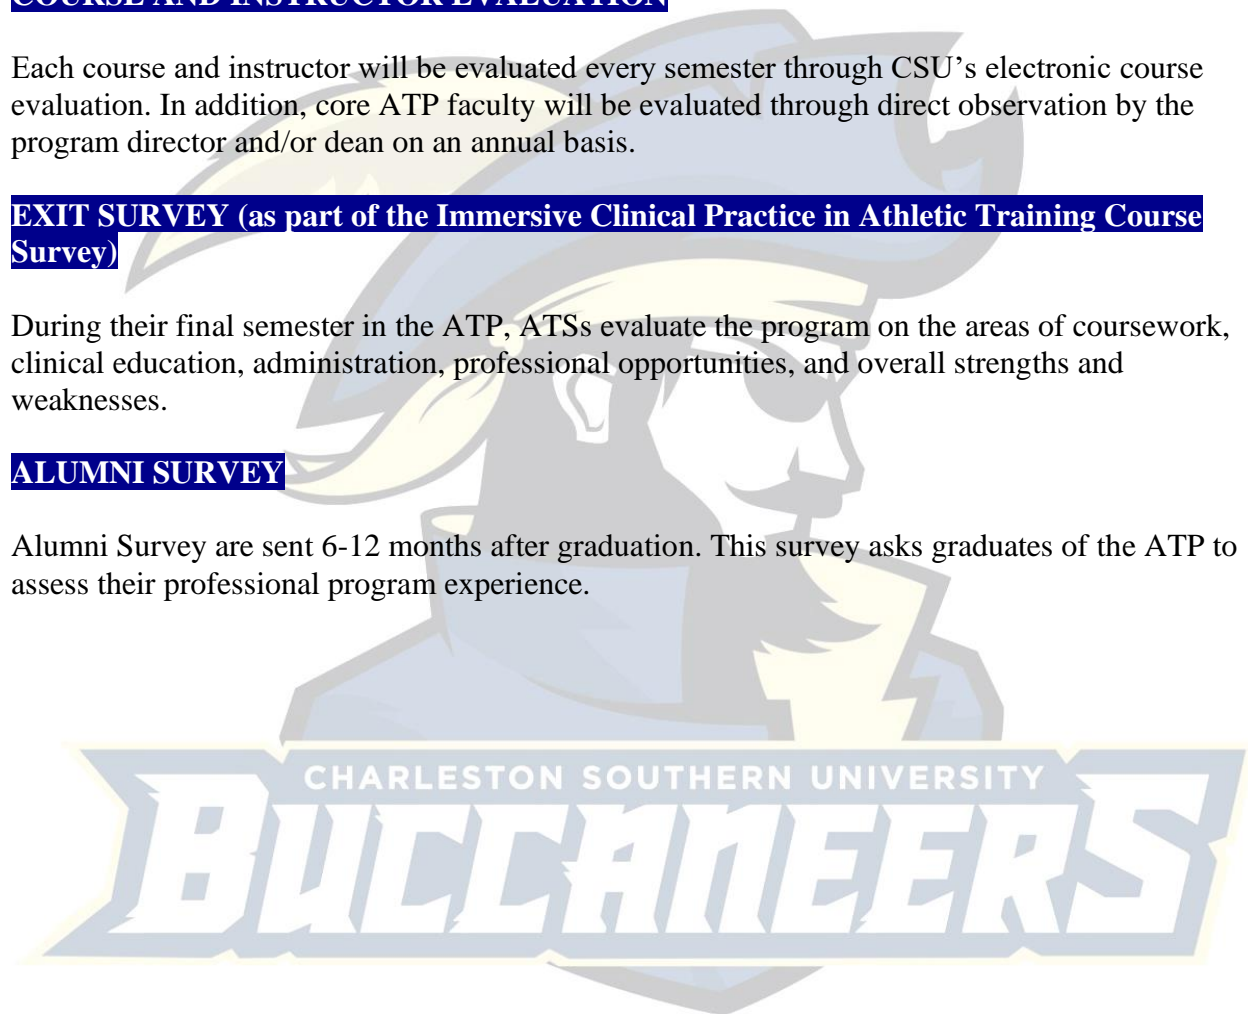 COURSE AND INSTRUCTOR EVALUATION
Each course and instructor will be evaluated every semester through CSU’s electronic course
evaluation. In addition, core ATP faculty will be evaluated through direct observation by the
program director and/or dean on an annual basis.
EXIT SURVEY (as part of the Immersive Clinical Practice in Athletic Training Course
Survey)
During their final semester in the ATP, ATSs evaluate the program on the areas of coursework,
clinical education, administration, professional opportunities, and overall strengths and
weaknesses.
ALUMNI SURVEY
Alumni Survey are sent 6-12 months after graduation. This survey asks graduates of the ATP to
assess their professional program experience.
CHARLESTON SOUTHERN UNIVERSITY
BUCCANEERS